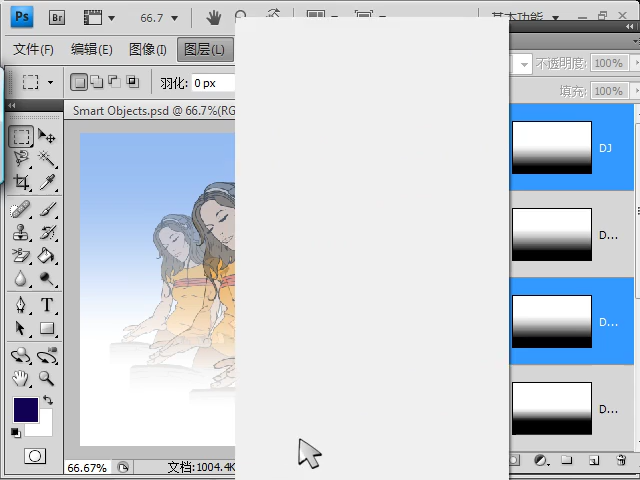 Ps Br 66.7 基本功能
文件(F) 编辑(E) 图像(I) 图层(L)
羽化: 0 px
不透明度: 100%
填充: 100%
Smart Objects.psd @ 66.7%(RG
DJ
D...
D...
D...
T
66.67% 文档:1004.4K